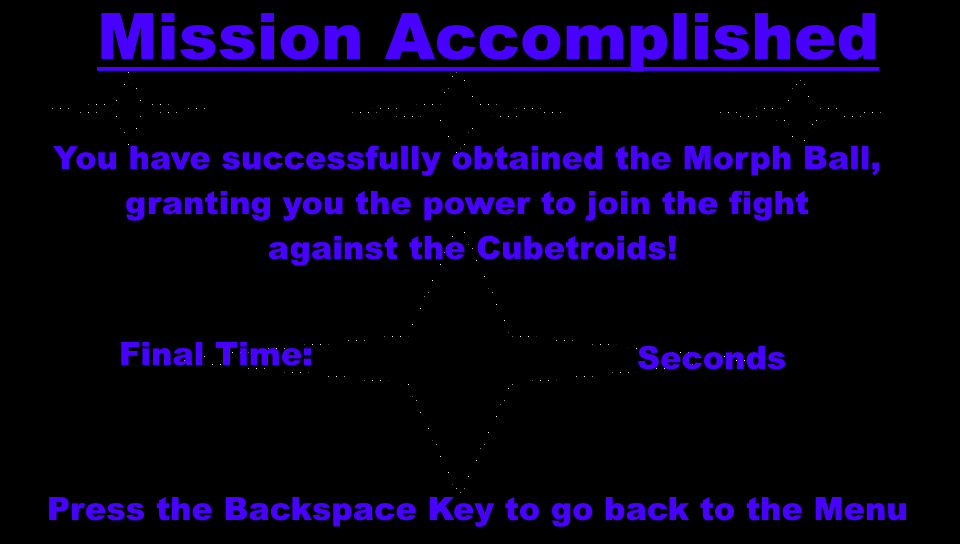 Mission Accomplished
You have successfully obtained the Morph Ball,
granting you the power to join the fight
against the Cubetroids!
Final Time: Seconds
Press the Backspace Key to go back to the Menu